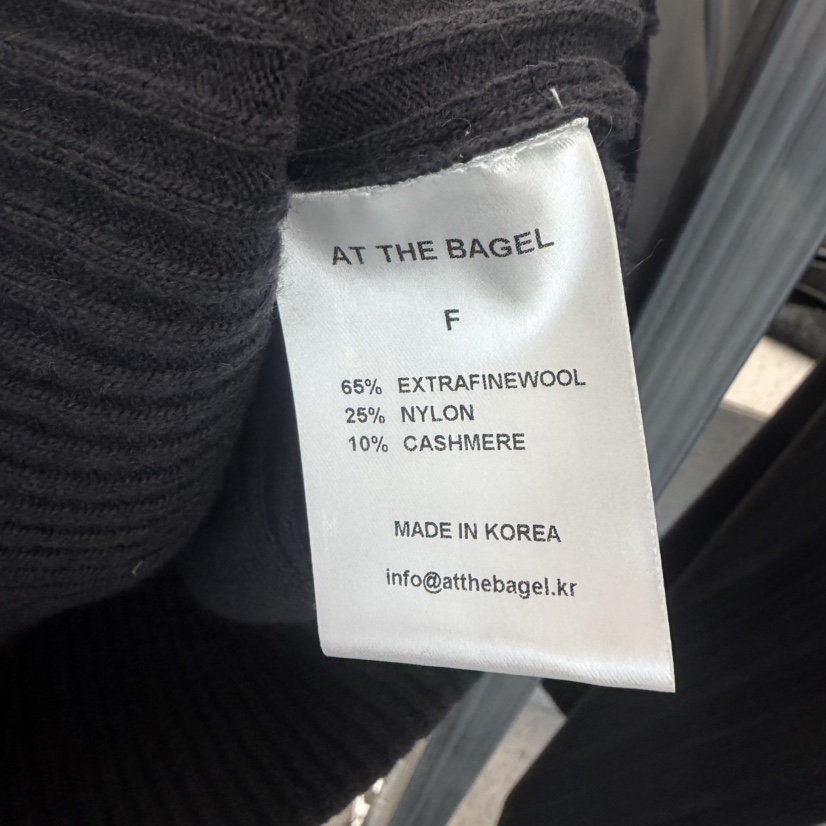 AT THE BAGEL
F
65% EXTRAFINEWOOL
25% NYLON
10% CASHMERE
MADE IN KOREA
info@atthebagel.kr